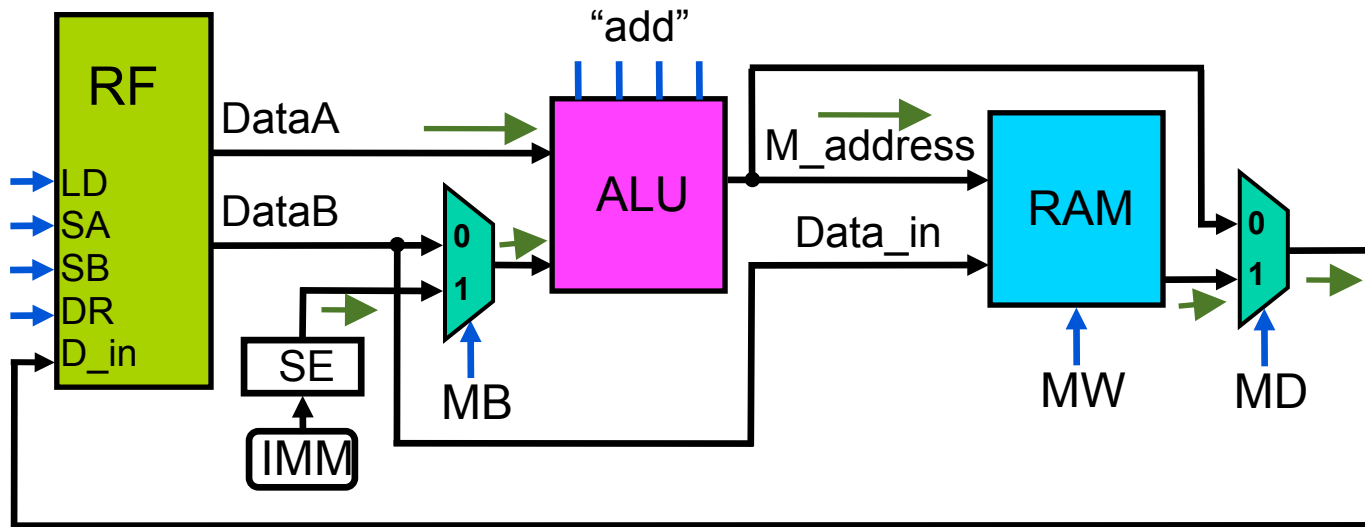 “add”
RF
DataA
M_address
LD
SA
SB
DR
D_in
DataB
ALU
RAM
Data_in
0
1
0
1
SE
IMM
MB
MW
MD